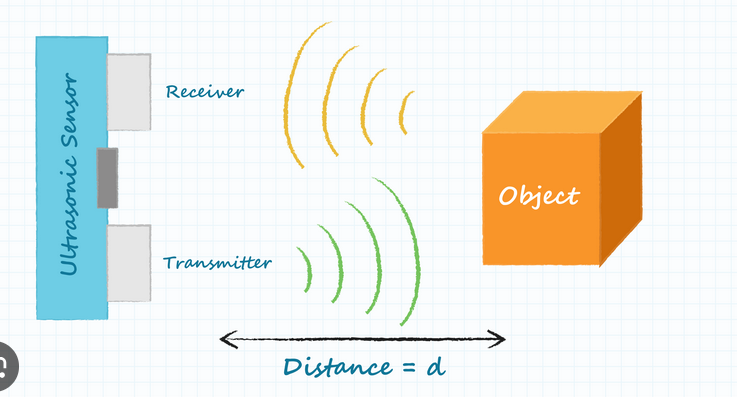 Ultrasonic Sensor
Receiver
Object
Transmitter
Distance = d